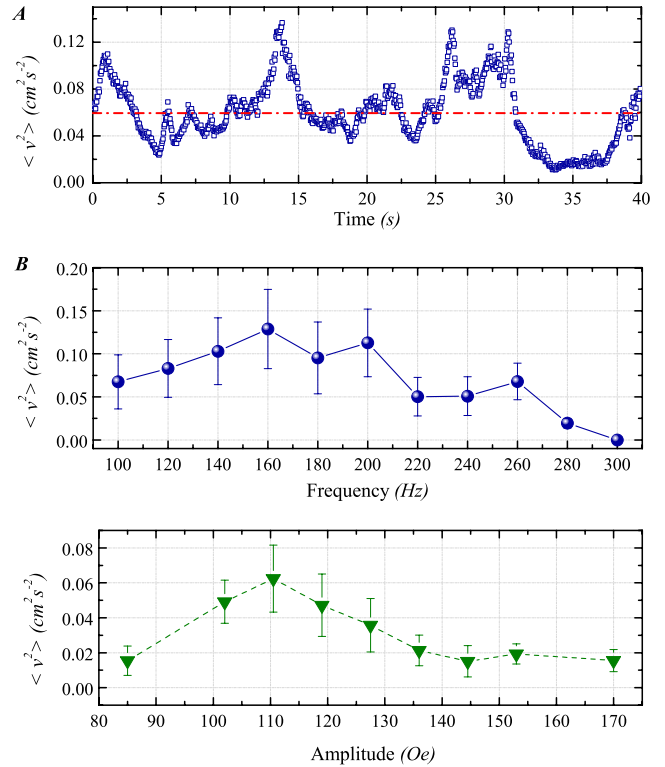 A
< v² > (cm² s⁻²)
0.12
0.08
0.04
0.00
0 5 10 15 20 25 30 35 40
Time (s)
B
< v² > (cm² s⁻²)
0.20
0.15
0.10
0.05
0.00
100 120 140 160 180 200 220 240 260 280 300
Frequency (Hz)
< v² > (cm² s⁻²)
0.08
0.06
0.04
0.02
0.00
80 90 100 110 120 130 140 150 160 170
Amplitude (Oe)